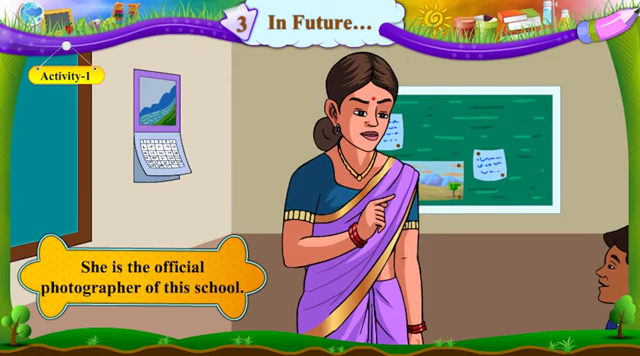 3 In Future...
Activity-1
She is the official
photographer of this school.